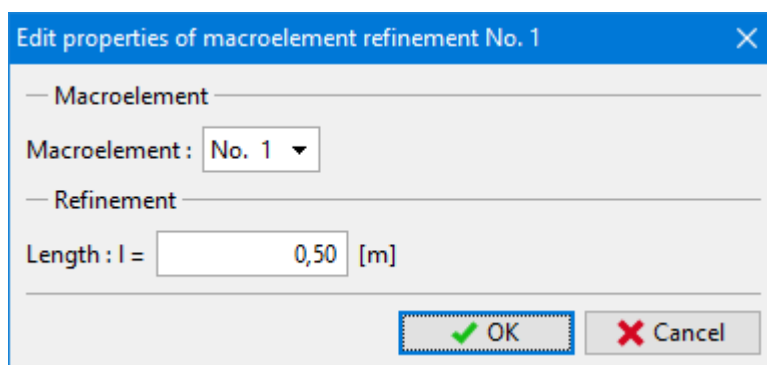 Edit properties of macroelement refinement No. 1
Macroelement
Macroelement : No. 1
Refinement
Length : l = 0,50 [m]
OK Cancel